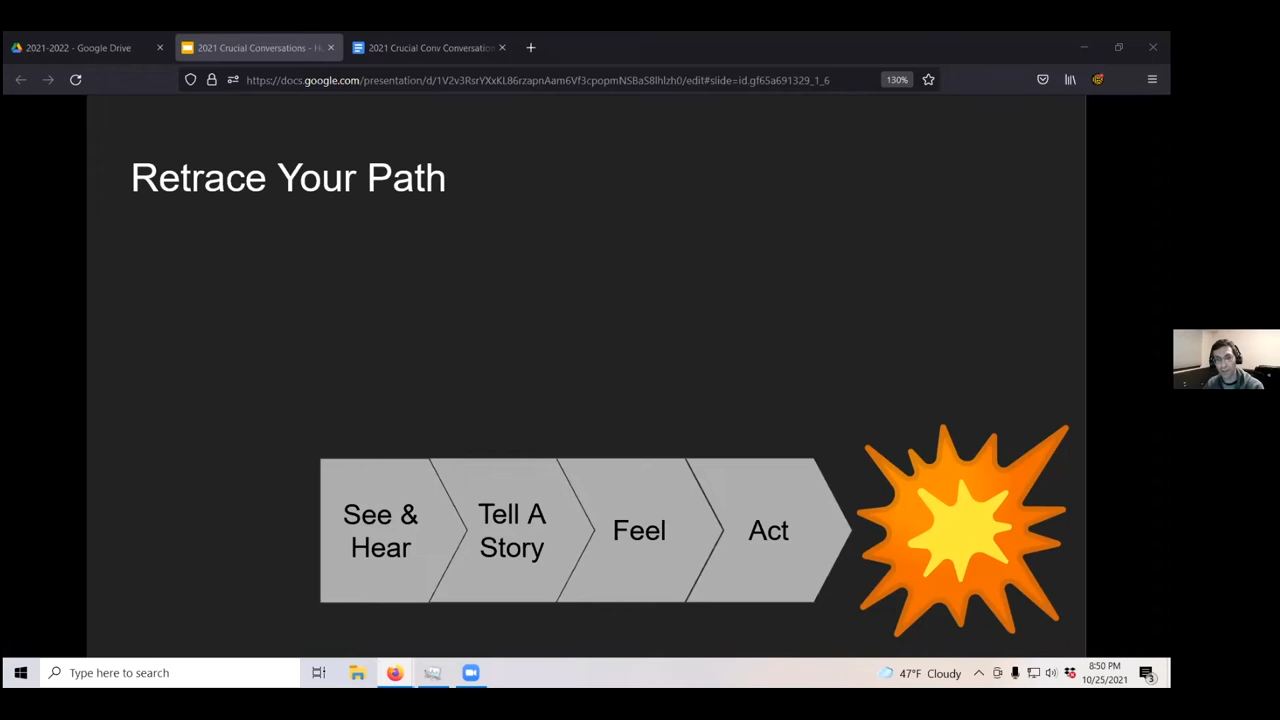 2021-2022 - Google Drive
2021 Crucial Conversations - H
2021 Crucial Conv Conversation
https://docs.google.com/presentation/d/1V2v3RsrYXxKL86rzapnAam6Vf3cpopmNSBaS8lhlzh0/edit#slide=id.gf65a691329_1_6
130%
Retrace Your Path
See &
Hear
Tell A
Story
Feel
Act
Type here to search
47°F Cloudy
8:50 PM
10/25/2021
3